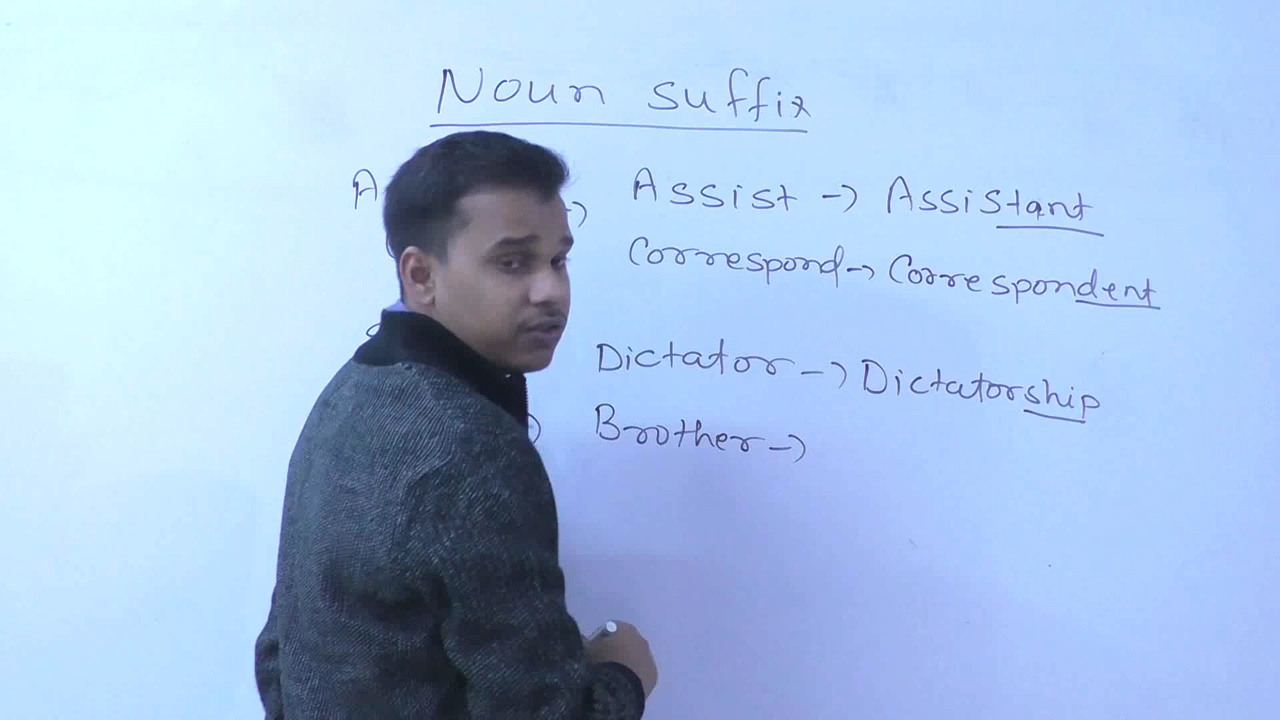 Noun suffix
A
Assist -> Assistant
Correspond -> Correspondent
Dictator -> Dictatorship
Brother ->